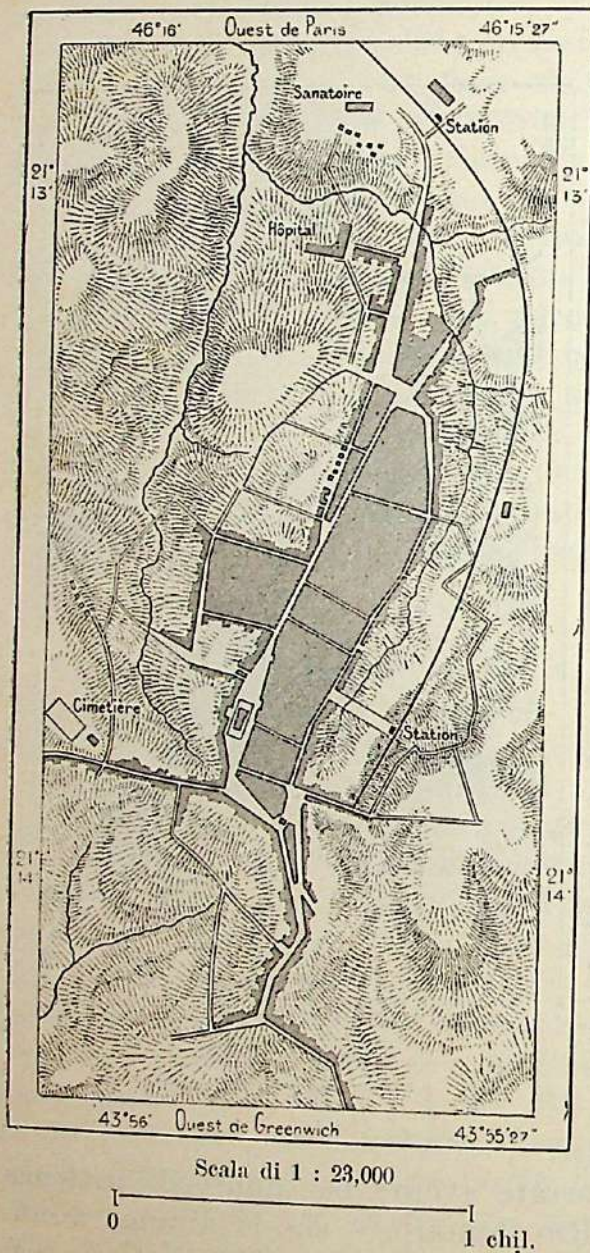 46°16' Ouest de Paris 46°15'27"
Sanatoire
Station
21°
13'
21°
13'
Hôpital
Cimetière
Station
21°
14'
21°
14'
43°56' Ouest de Greenwich 43°55'27"
Scala di 1 : 23,000
0
1 chil.